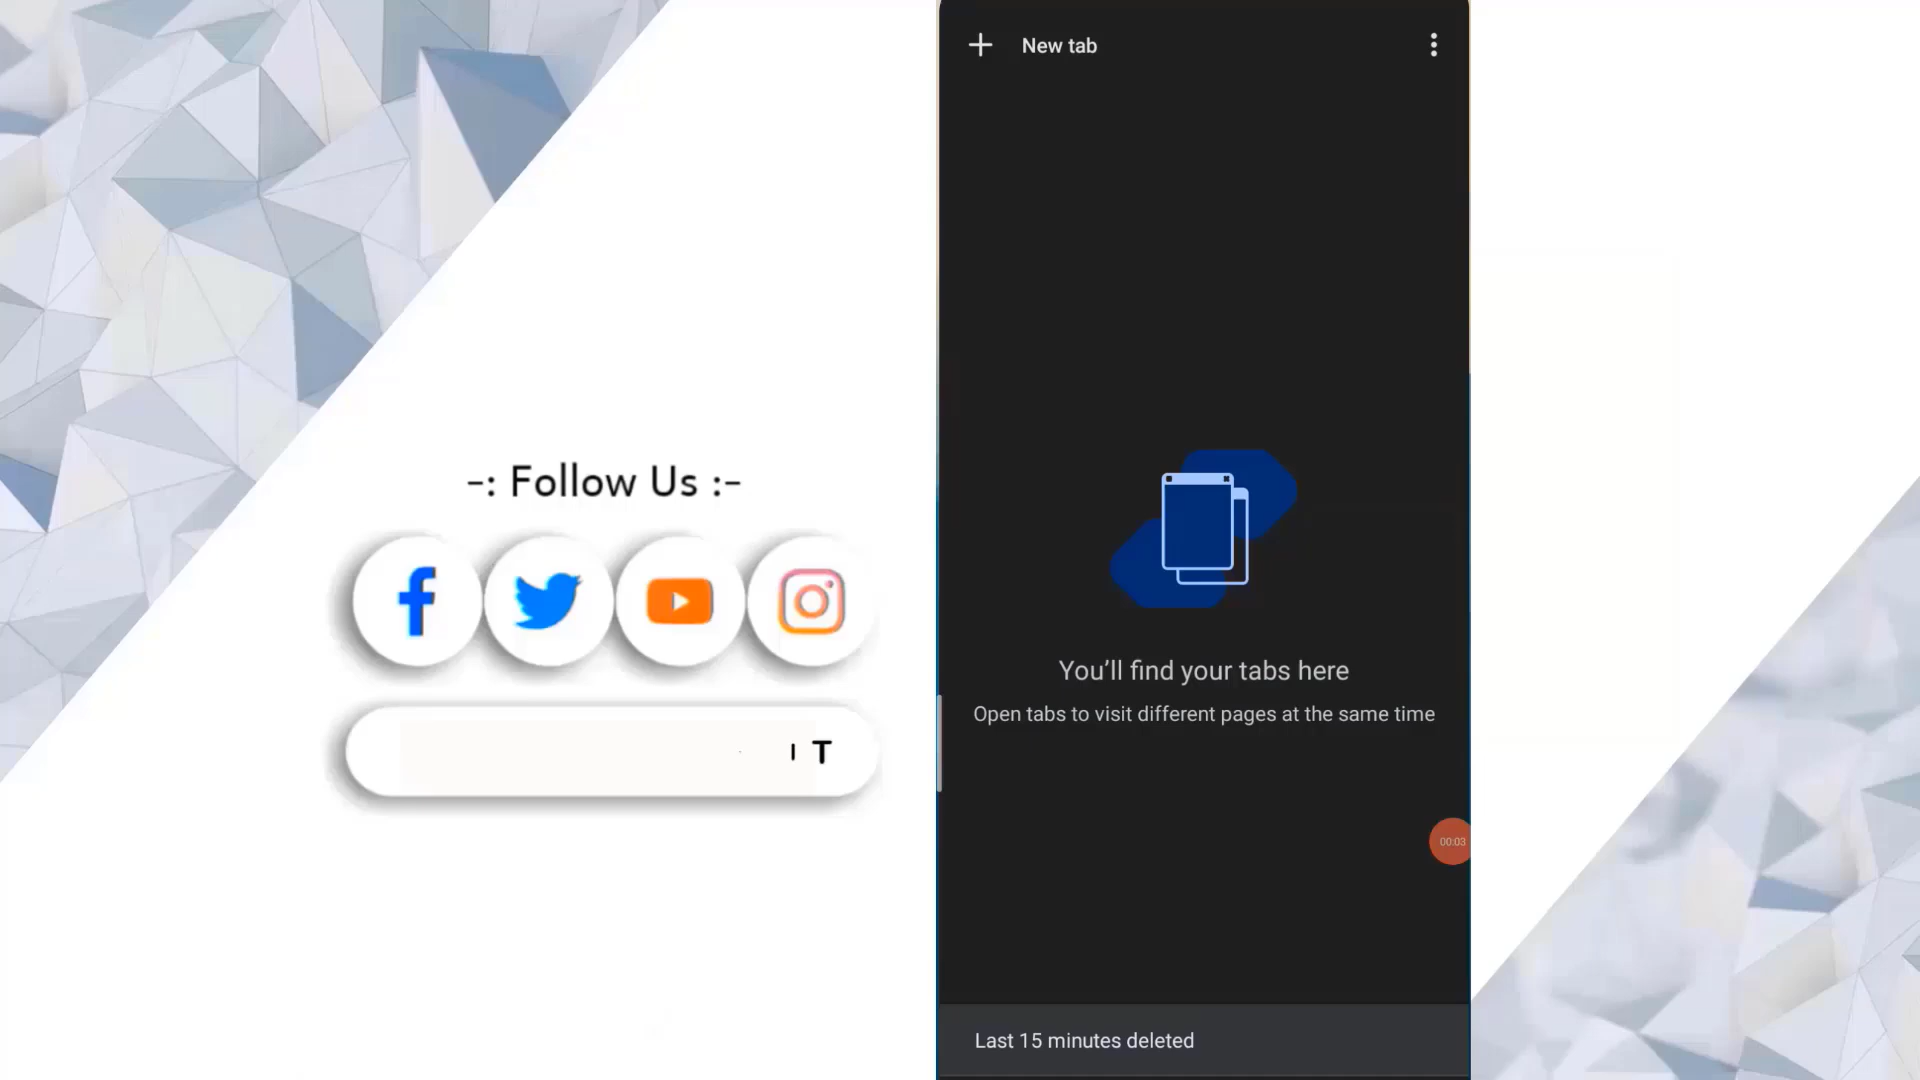 New tab
-: Follow Us :-
T
You’ll find your tabs here
Open tabs to visit different pages at the same time
00:03
Last 15 minutes deleted